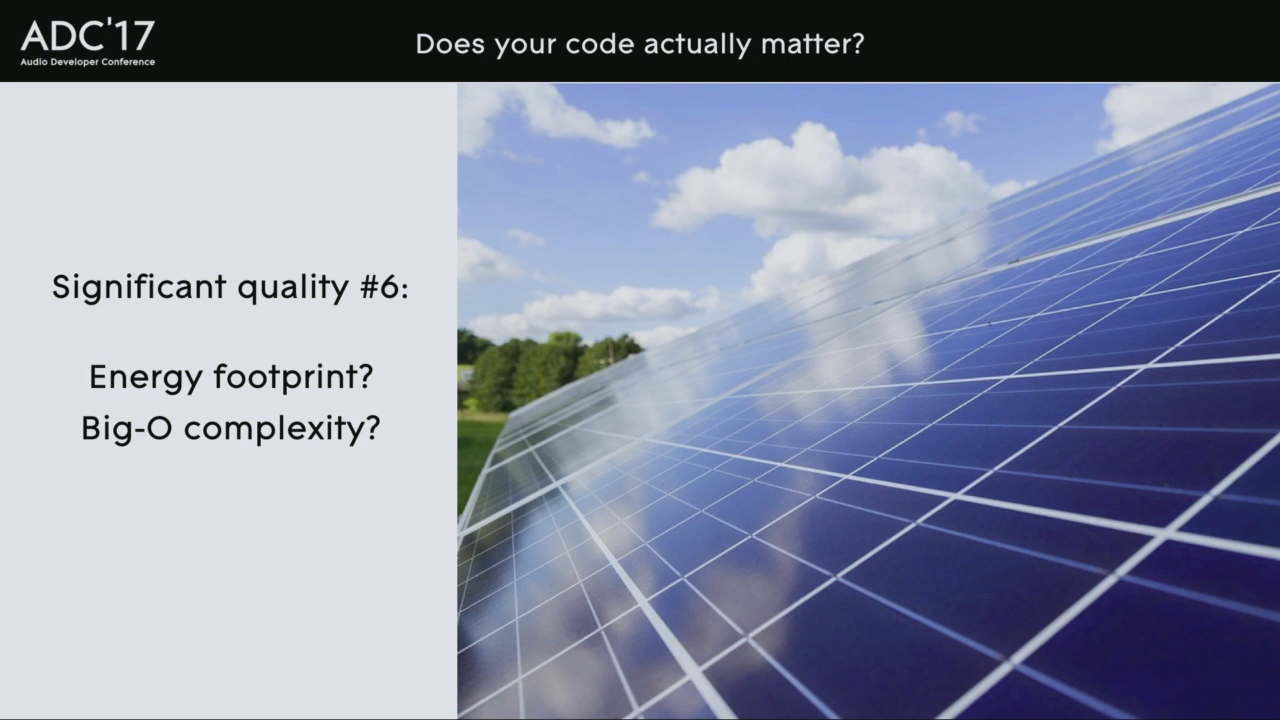 ADC'17
Audio Developer Conference
Does your code actually matter?
Significant quality #6:
Energy footprint?
Big-O complexity?